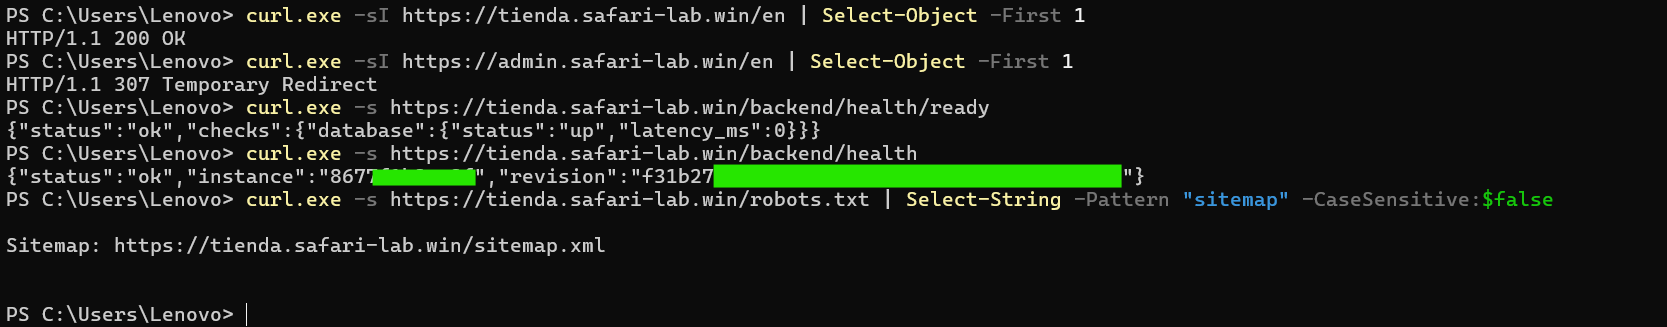 PS C:\Users\Lenovo> curl.exe -sI https://tienda.safari-lab.win/en | Select-Object -First 1
HTTP/1.1 200 OK
PS C:\Users\Lenovo> curl.exe -sI https://admin.safari-lab.win/en | Select-Object -First 1
HTTP/1.1 307 Temporary Redirect
PS C:\Users\Lenovo> curl.exe -s https://tienda.safari-lab.win/backend/health/ready
{"status":"ok","checks":{"database":{"status":"up","latency_ms":0}}}
PS C:\Users\Lenovo> curl.exe -s https://tienda.safari-lab.win/backend/health
{"status":"ok","instance":"8677","revision":"f31b27"}
PS C:\Users\Lenovo> curl.exe -s https://tienda.safari-lab.win/robots.txt | Select-String -Pattern "sitemap" -CaseSensitive:$false
Sitemap: https://tienda.safari-lab.win/sitemap.xml
PS C:\Users\Lenovo>